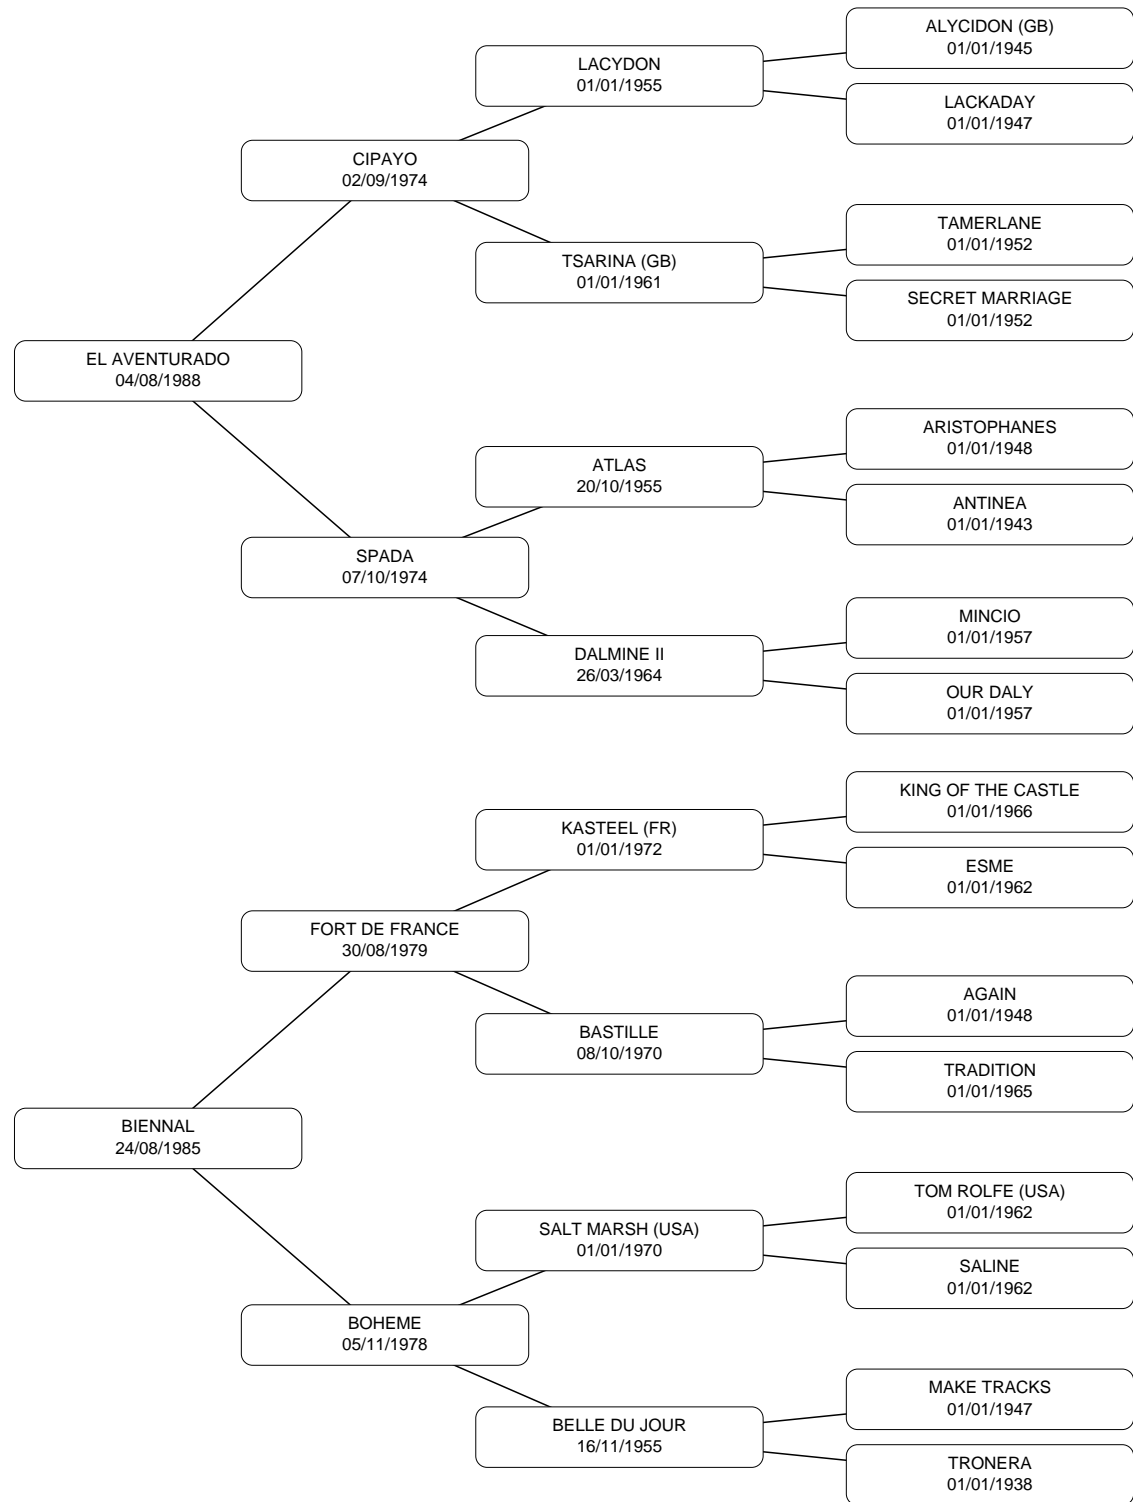 ALYCIDON (GB)
01/01/1945
LACYDON
01/01/1955
LACKADAY
01/01/1947
CIPAYO
02/09/1974
TAMERLANE
01/01/1952
TSARINA (GB)
01/01/1961
SECRET MARRIAGE
01/01/1952
EL AVENTURADO
04/08/1988
ARISTOPHANES
01/01/1948
ATLAS
20/10/1955
ANTINEA
01/01/1943
SPADA
07/10/1974
MINCIO
01/01/1957
DALMINE II
26/03/1964
OUR DALY
01/01/1957
KING OF THE CASTLE
01/01/1966
KASTEEL (FR)
01/01/1972
ESME
01/01/1962
FORT DE FRANCE
30/08/1979
AGAIN
01/01/1948
BASTILLE
08/10/1970
TRADITION
01/01/1965
BIENNAL
24/08/1985
TOM ROLFE (USA)
01/01/1962
SALT MARSH (USA)
01/01/1970
SALINE
01/01/1962
BOHEME
05/11/1978
MAKE TRACKS
01/01/1947
BELLE DU JOUR
16/11/1955
TRONERA
01/01/1938